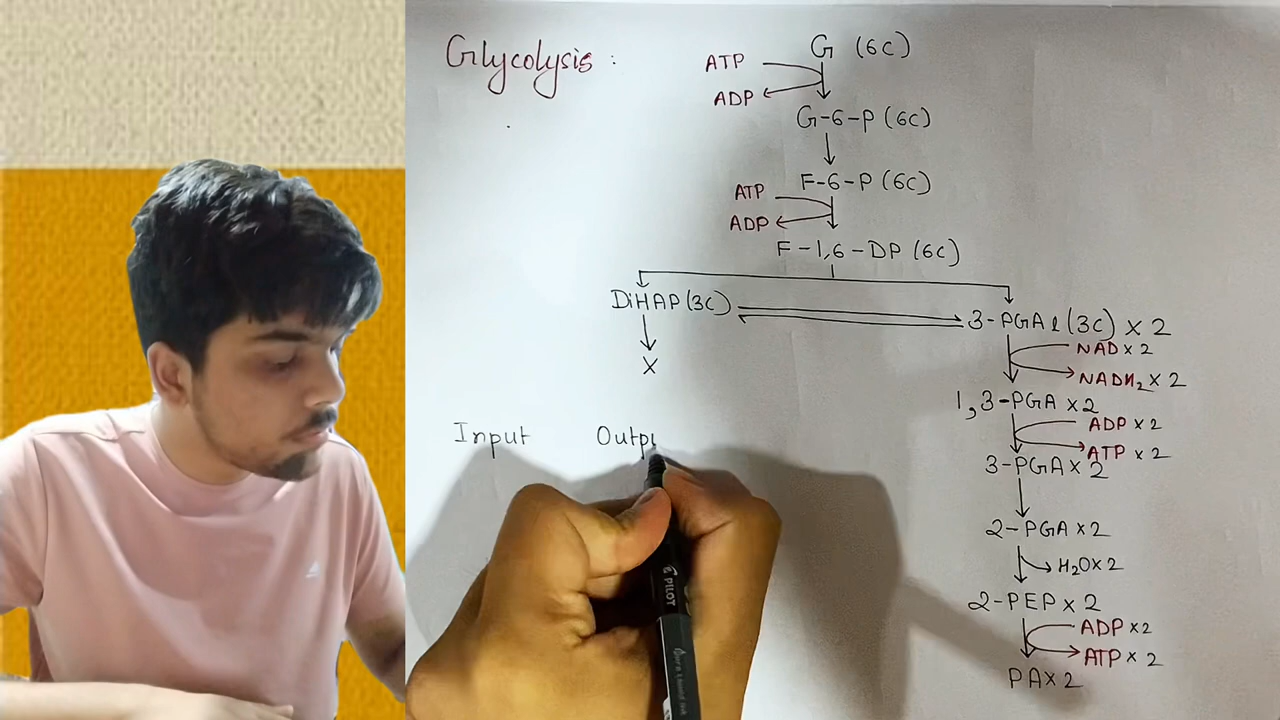 Glycolysis :
G (6C)
ATP
ADP
G-6-P (6C)
F-6-P (6C)
ATP
ADP
F-1,6-DP (6C)
DiHAP (3C)
X
3-PGAl (3C) × 2
NAD × 2
NADH₂ × 2
1,3-PGA × 2
ADP × 2
ATP × 2
3-PGA × 2
2-PGA × 2
H₂O × 2
2-PEP × 2
ADP × 2
ATP × 2
PA × 2
Input Outpu
PILOT